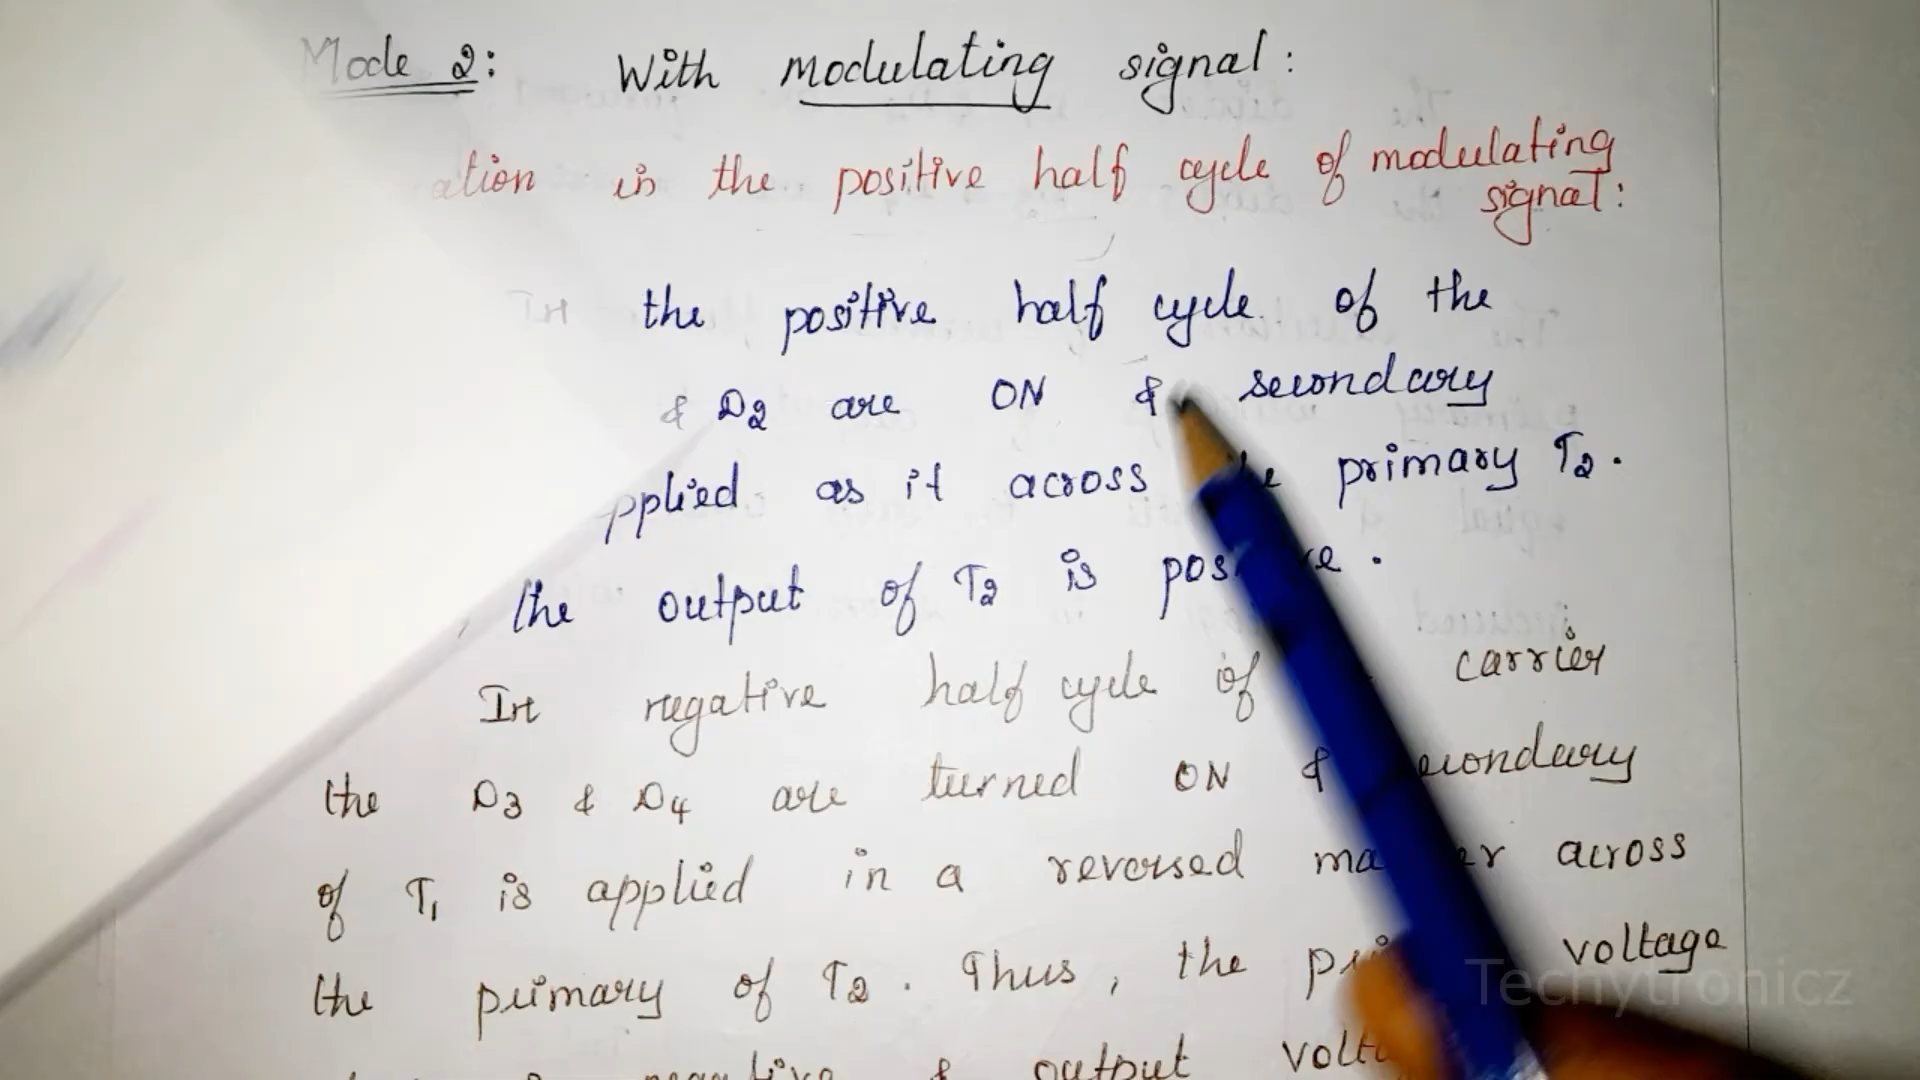 Mode 2: With modulating signal:
ation in the positive half cycle of modulating
signal:
the positive half cycle of the
& D2 are ON & secondary
pplied as it across primary T2.
the output of T2 is
In negative half cycle of carrier
the D3 & D4 are turned ON &
of T1 is applied in a reversed across
the primary of T2. Thus, the voltage
output
Techytronicz